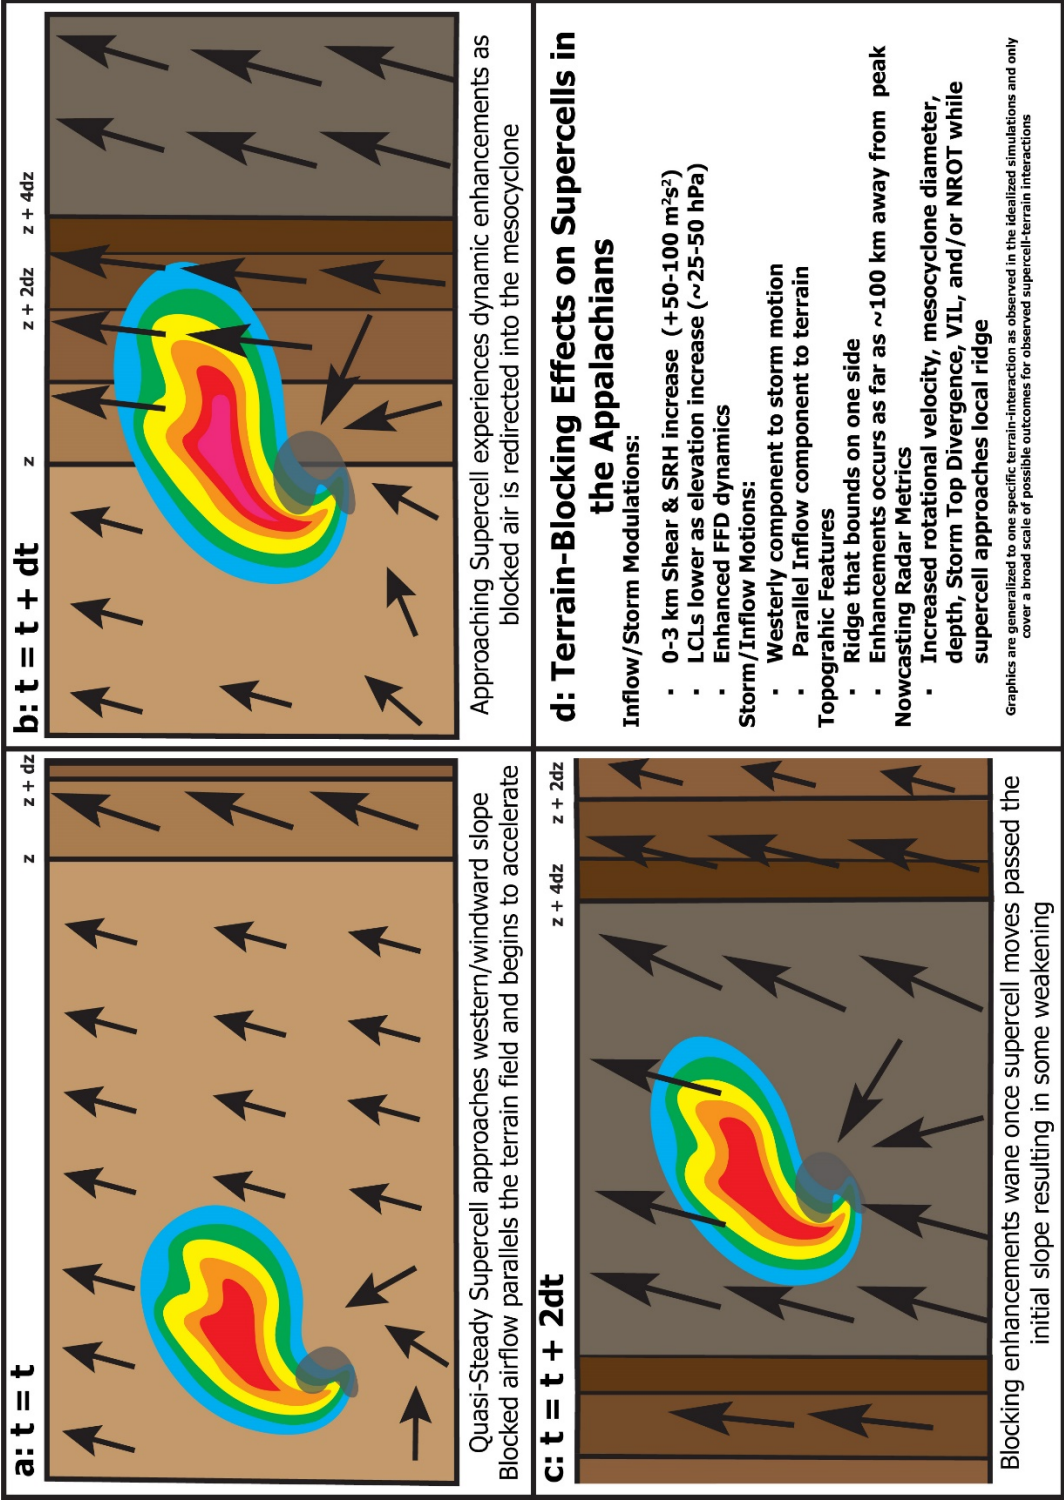 a: t = t
z
z + dz
Quasi-Steady Supercell approaches western/windward slope
Blocked airflow parallels the terrain field and begins to accelerate
b: t = t + dt
z
z + 2dz
z + 4dz
Approaching Supercell experiences dynamic enhancements as
blocked air is redirected into the mesocyclone
c: t = t + 2dt
z + 4dz
z + 2dz
Blocking enhancements wane once supercell moves passed the
initial slope resulting in some weakening
d: Terrain-Blocking Effects on Supercells in
the Appalachians
Inflow/Storm Modulations:
· 0-3 km Shear & SRH increase (+50-100 m²s²)
· LCLs lower as elevation increase (~25-50 hPa)
· Enhanced FFD dynamics
Storm/Inflow Motions:
· Westerly component to storm motion
· Parallel Inflow component to terrain
Topograhic Features
· Ridge that bounds on one side
· Enhancements occurs as far as ~100 km away from peak
Nowcasting Radar Metrics
· Increased rotational velocity, mesocyclone diameter,
depth, Storm Top Divergence, VIL, and/or NROT while
supercell approaches local ridge
Graphics are generalized to one specific terrain-interaction as observed in the idealized simulations and only
cover a broad scale of possible outcomes for observed supercell-terrain interactions